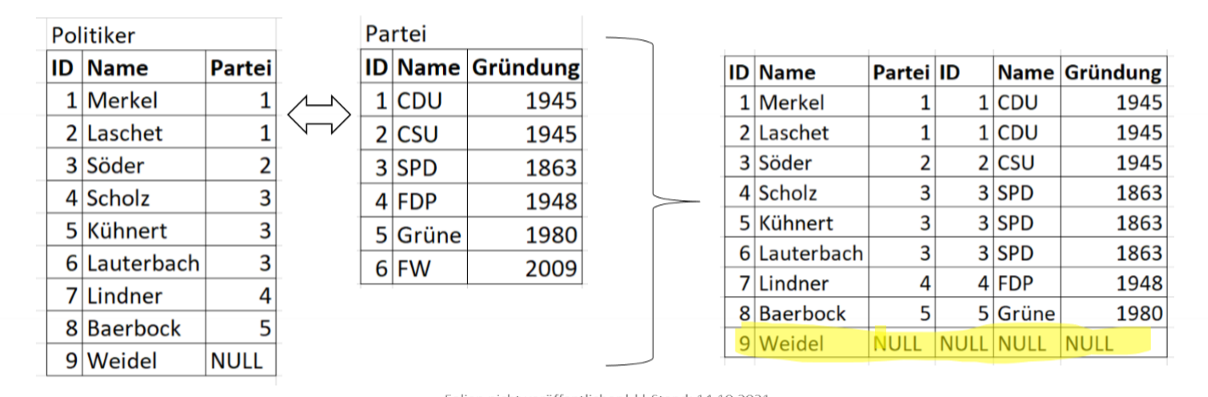 Politiker
ID Name Partei
1 Merkel 1
2 Laschet 1
3 Söder 2
4 Scholz 3
5 Kühnert 3
6 Lauterbach 3
7 Lindner 4
8 Baerbock 5
9 Weidel NULL
Partei
ID Name Gründung
1 CDU 1945
2 CSU 1945
3 SPD 1863
4 FDP 1948
5 Grüne 1980
6 FW 2009
ID Name Partei ID Name Gründung
1 Merkel 1 1 CDU 1945
2 Laschet 1 1 CDU 1945
3 Söder 2 2 CSU 1945
4 Scholz 3 3 SPD 1863
5 Kühnert 3 3 SPD 1863
6 Lauterbach 3 3 SPD 1863
7 Lindner 4 4 FDP 1948
8 Baerbock 5 5 Grüne 1980
9 Weidel NULL NULL NULL NULL